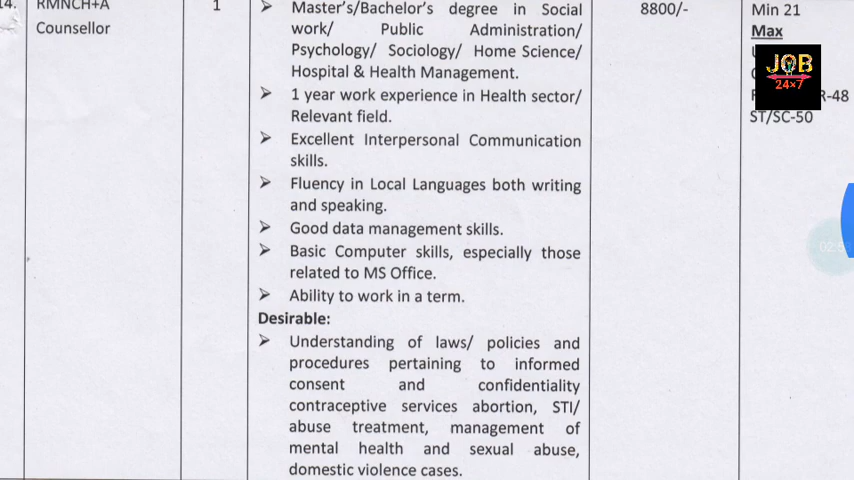 14.
RMNCH+A
Counsellor
1
➢ Master's/Bachelor's degree in Social
work/ Public Administration/
Psychology/ Sociology/ Home Science/
Hospital & Health Management.
➢ 1 year work experience in Health sector/
Relevant field.
➢ Excellent Interpersonal Communication
skills.
➢ Fluency in Local Languages both writing
and speaking.
➢ Good data management skills.
➢ Basic Computer skills, especially those
related to MS Office.
➢ Ability to work in a term.
Desirable:
➢ Understanding of laws/ policies and
procedures pertaining to informed
consent and confidentiality
contraceptive services abortion, STI/
abuse treatment, management of
mental health and sexual abuse,
domestic violence cases.
8800/-
Min 21
Max
JOB
24×7
R-48
ST/SC-50